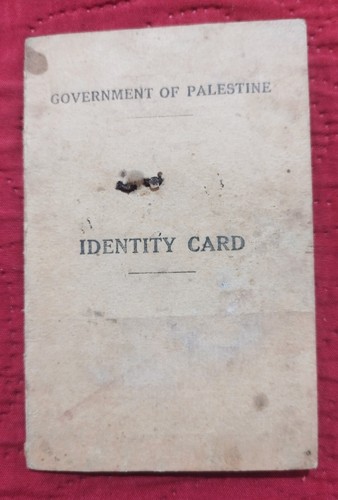 GOVERNMENT OF PALESTINE
IDENTITY CARD